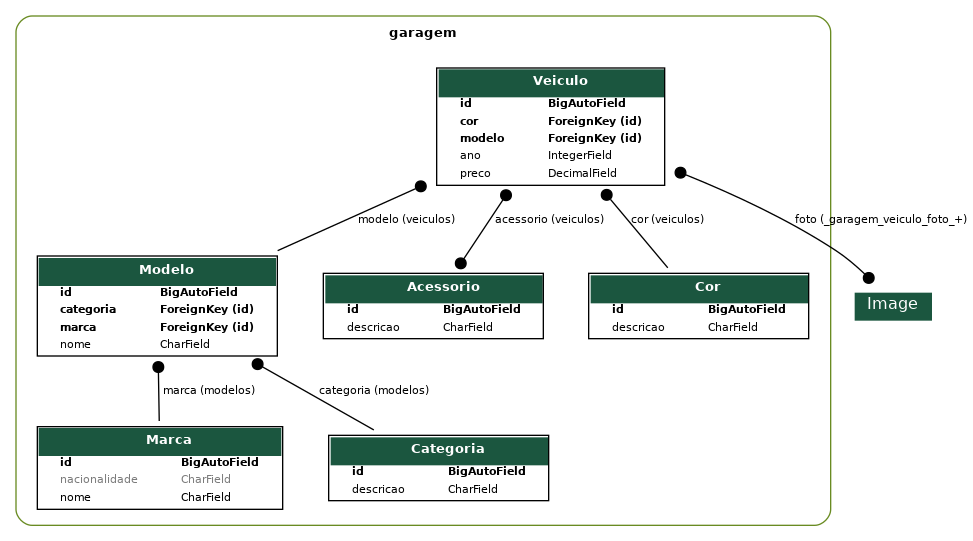 garagem
Veiculo
id BigAutoField
cor ForeignKey (id)
modelo ForeignKey (id)
ano IntegerField
preco DecimalField
modelo (veiculos)
acessorio (veiculos)
cor (veiculos)
foto (_garagem_veiculo_foto_+)
Modelo
id BigAutoField
categoria ForeignKey (id)
marca ForeignKey (id)
nome CharField
Acessorio
id BigAutoField
descricao CharField
Cor
id BigAutoField
descricao CharField
Image
marca (modelos)
categoria (modelos)
Marca
id BigAutoField
nacionalidade CharField
nome CharField
Categoria
id BigAutoField
descricao CharField